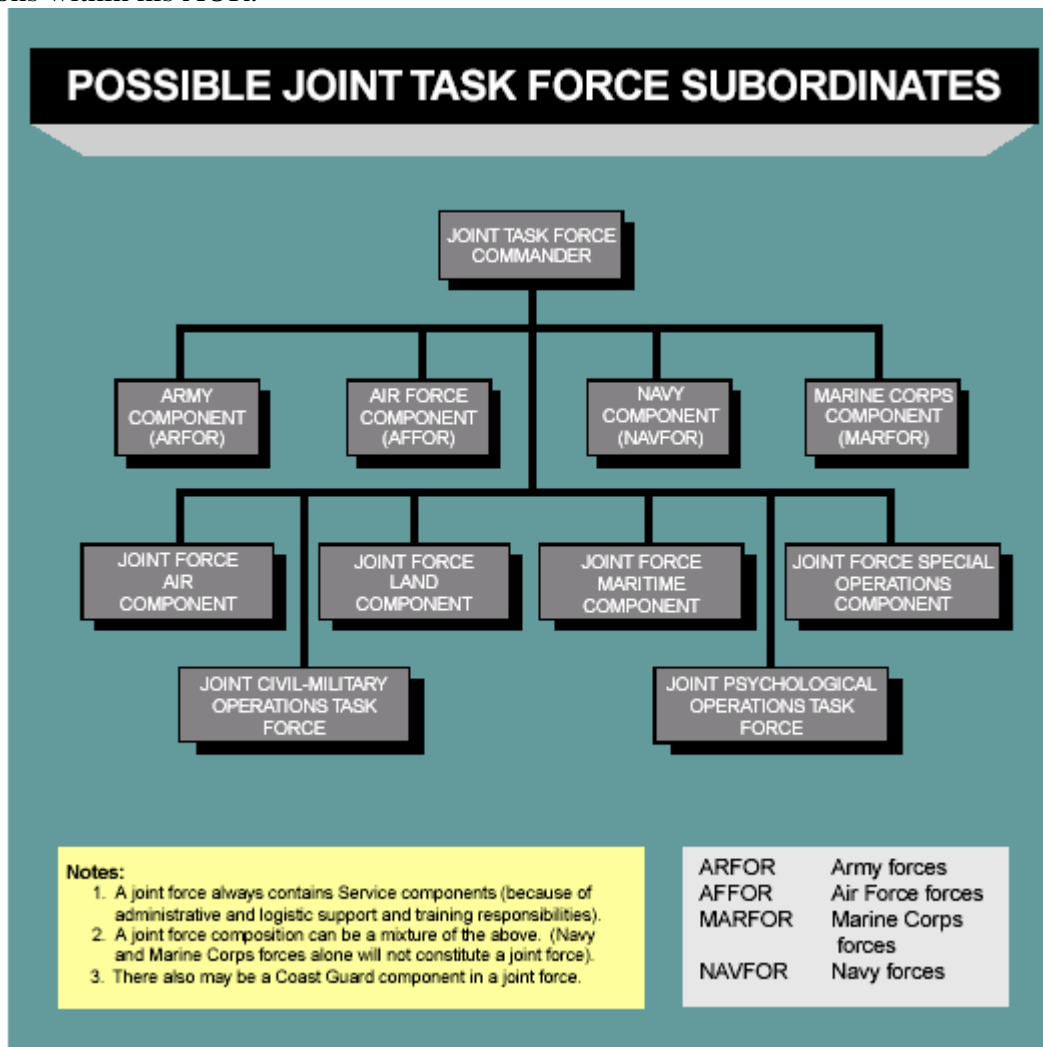 POSSIBLE JOINT TASK FORCE SUBORDINATES
JOINT TASK FORCE
COMMANDER
ARMY
COMPONENT
(ARFOR)
AIR FORCE
COMPONENT
(AFFOR)
NAVY
COMPONENT
(NAVFOR)
MARINE CORPS
COMPONENT
(MARFOR)
JOINT FORCE
AIR
COMPONENT
JOINT FORCE
LAND
COMPONENT
JOINT FORCE
MARITIME
COMPONENT
JOINT FORCE SPECIAL
OPERATIONS
COMPONENT
JOINT CIVIL-MILITARY
OPERATIONS TASK
FORCE
JOINT PSYCHOLOGICAL
OPERATIONS TASK
FORCE
Notes:
1. A joint force always contains Service components (because of
administrative and logistic support and training responsibilities).
2. A joint force composition can be a mixture of the above. (Navy
and Marine Corps forces alone will not constitute a joint force).
3. There also may be a Coast Guard component in a joint force.
ARFOR Army forces
AFFOR Air Force forces
MARFOR Marine Corps
forces
NAVFOR Navy forces